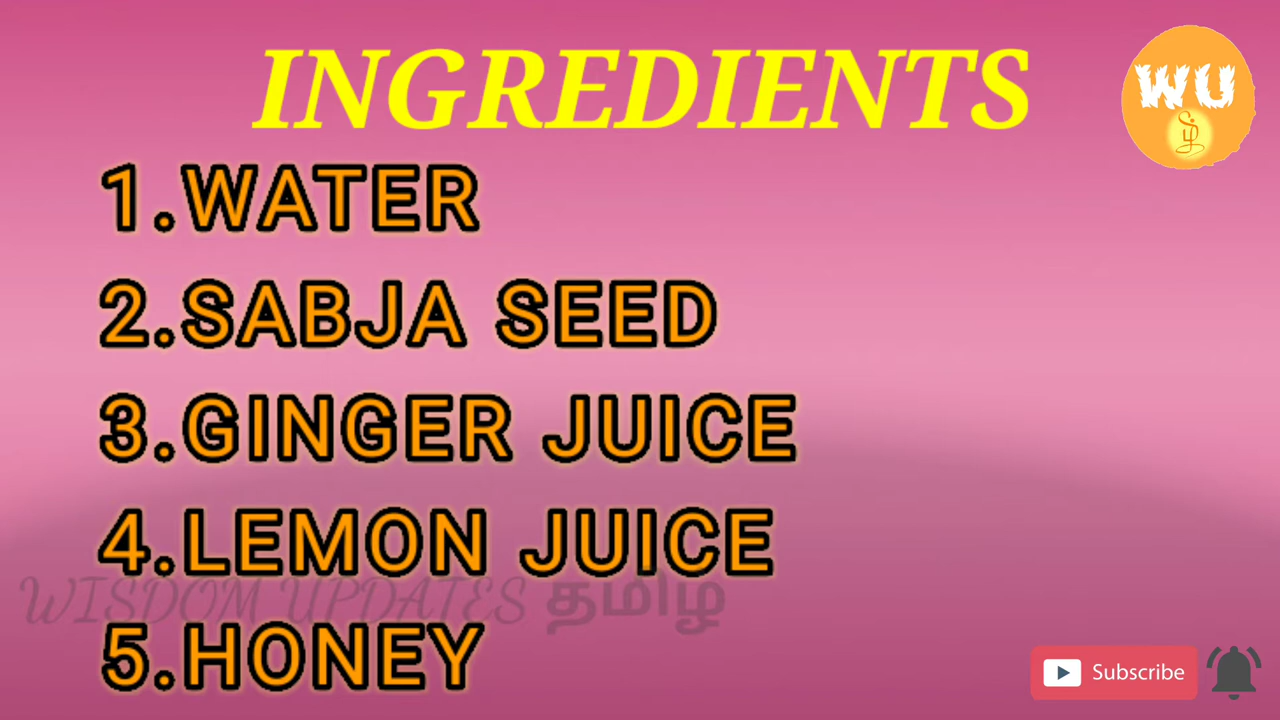 INGREDIENTS
WU
ழ
1.WATER
2.SABJA SEED
3.GINGER JUICE
4.LEMON JUICE
WISDOM UPDATES தமிழ்
5.HONEY
Subscribe